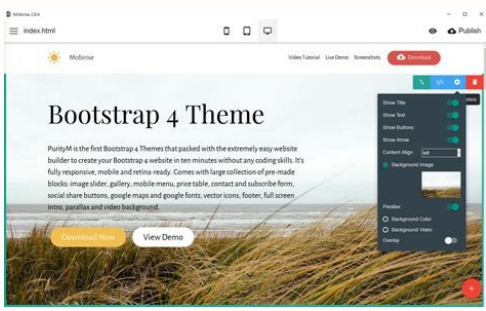 Mobirise 2.8.4
index.html
Publish
Mobirise
Video Tutorial Live Demo Screenshots
Download
Show Title
Show Text
Show Buttons
Show Arrow
Content Align left
Background Image
Parallax
Background Color
Background Video
Overlay
Bootstrap 4 Theme
PurityM is the first Bootstrap 4 Themes that packed with the extremely easy website
builder to create your Bootstrap 4 website in ten minutes without any coding skills. It's
fully responsive, mobile and retina-ready. Comes with large collection of pre-made
blocks: image slider, gallery, mobile menu, price table, contact and subscribe form,
social share buttons, google maps and google fonts, vector icons, footer, full screen
intro, parallax and video background.
Download Now View Demo